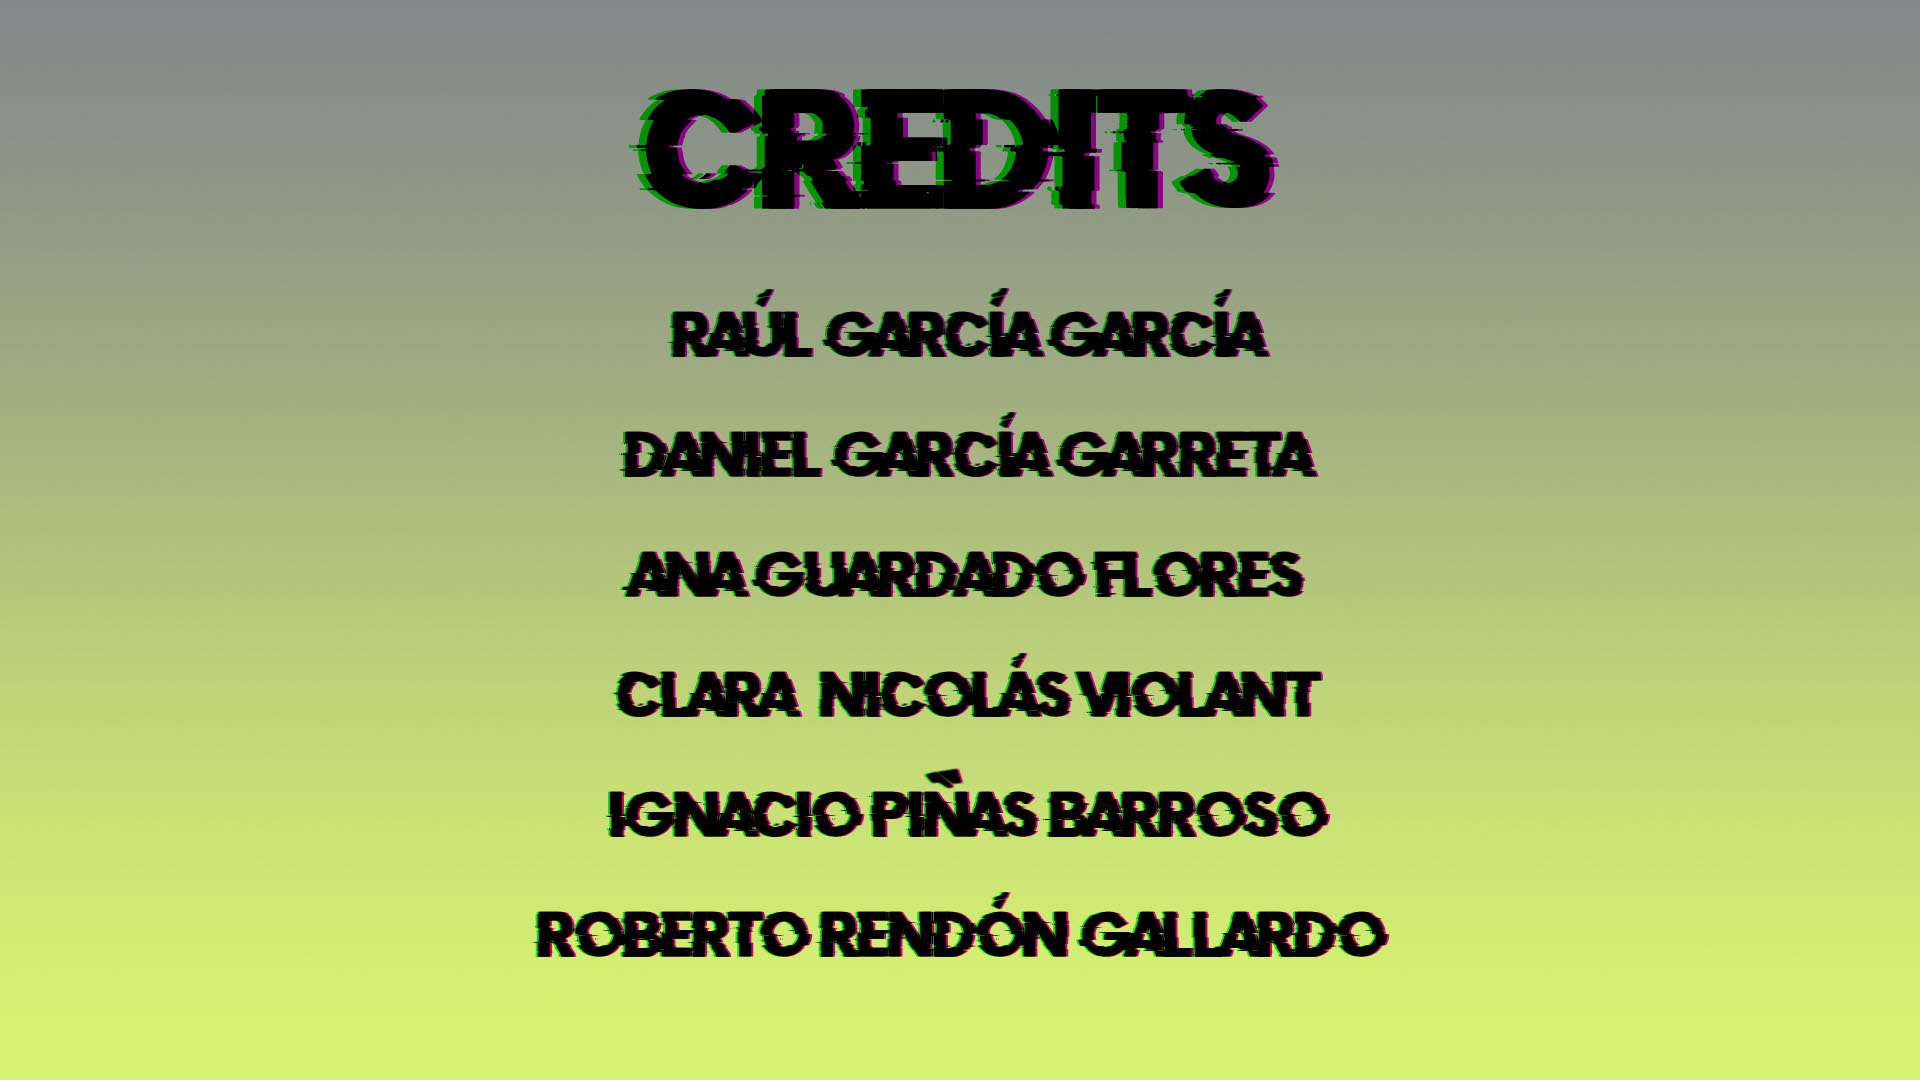 CREDITS
RAÚL GARCÍA GARCÍA
DANIEL GARCÍA GARRETA
ANA GUARDADO FLORES
CLARA NICOLÁS VIOLANT
IGNACIO PIÑAS BARROSO
ROBERTO RENDÓN GALLARDO